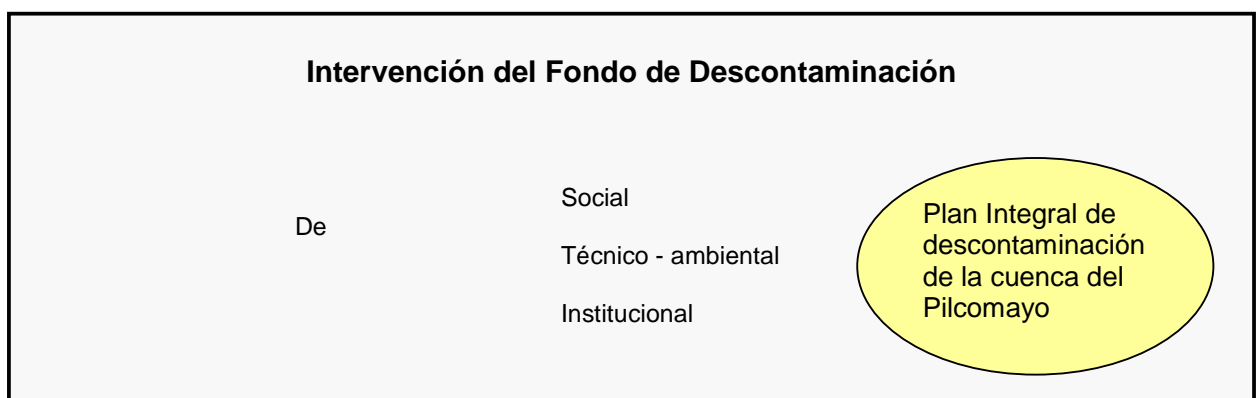 Intervención del Fondo de Descontaminación
De
Social
Técnico - ambiental
Institucional
Plan Integral de
descontaminación
de la cuenca del
Pilcomayo